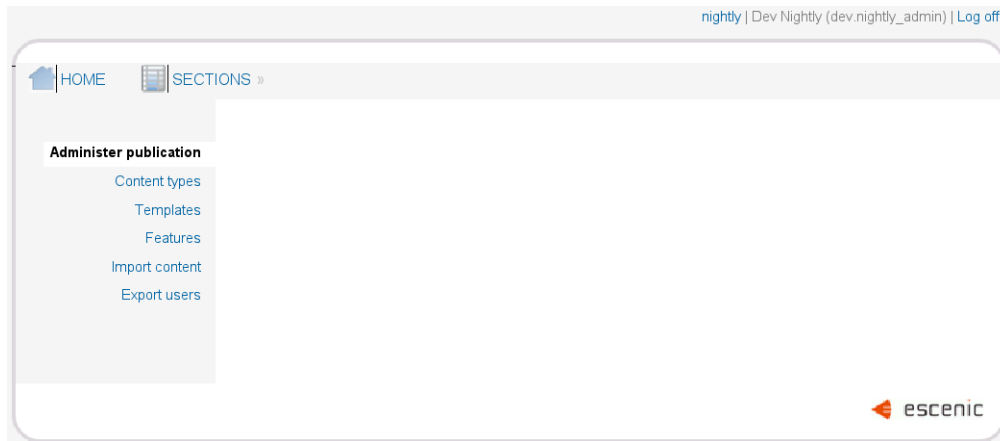 nightly | Dev Nightly (dev.nightly_admin) | Log off
HOME SECTIONS »
Administer publication
Content types
Templates
Features
Import content
Export users
escenic